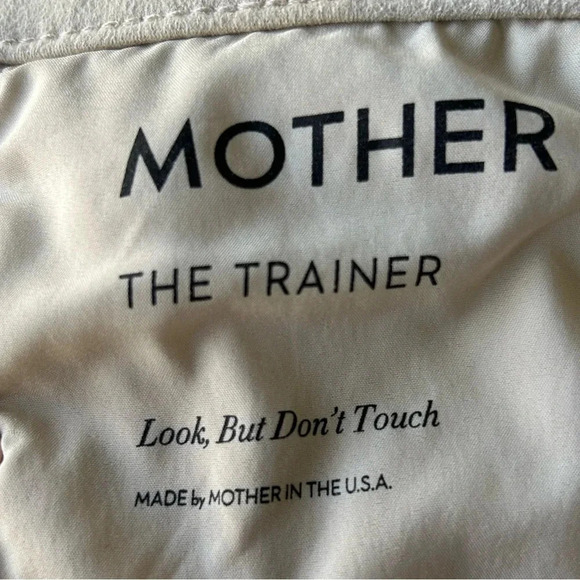 MOTHER
THE TRAINER
Look, But Don't Touch
MADE by MOTHER IN THE U.S.A.